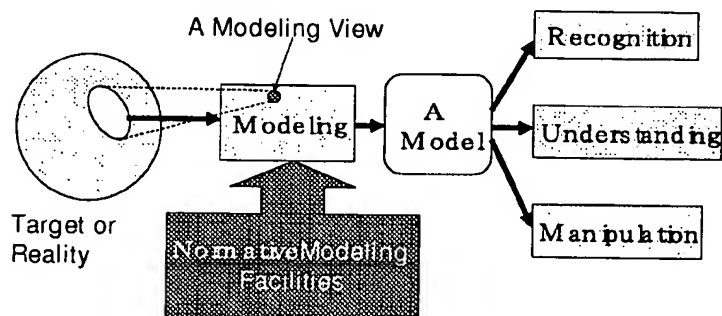 A Modeling View
Recognition
Modeling
A
Model
Understanding
Target or
Reality
Normative Modeling
Facilities
Manipulation